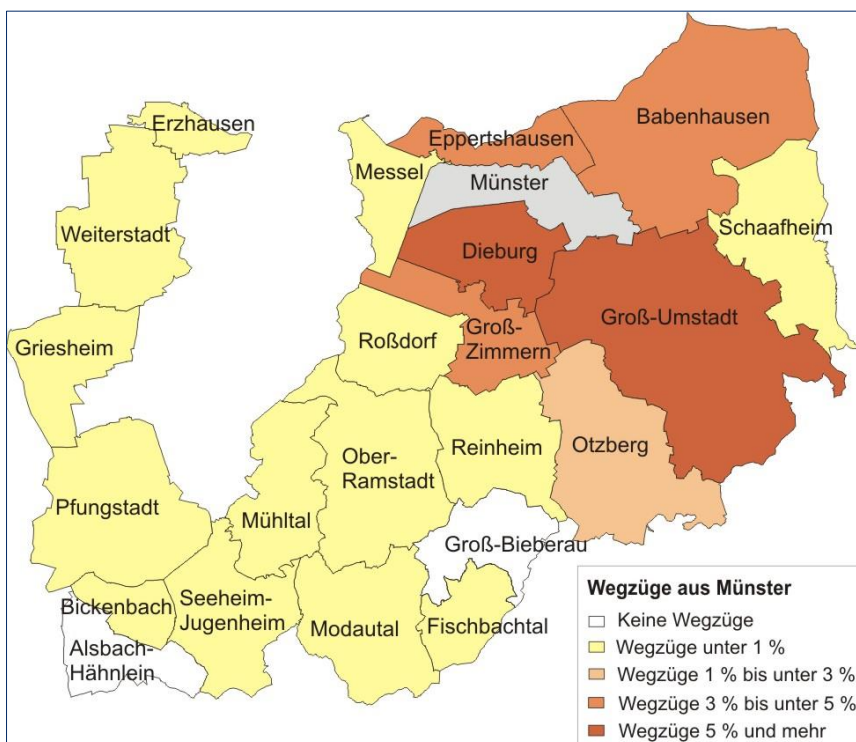 Erzhausen
Babenhausen
Eppertshausen
Messel
Münster
Schaafheim
Weiterstadt
Dieburg
Groß-Umstadt
Griesheim
Roßdorf
Groß-
Zimmern
Reinheim
Otzberg
Ober-
Ramstadt
Pfungstadt
Mühltal
Groß-Bieberau
Bickenbach
Seeheim-
Jugenheim
Modautal
Fischbachtal
Alsbach-
Hähnlein
Wegzüge aus Münster
Keine Wegzüge
Wegzüge unter 1 %
Wegzüge 1 % bis unter 3 %
Wegzüge 3 % bis unter 5 %
Wegzüge 5 % und mehr